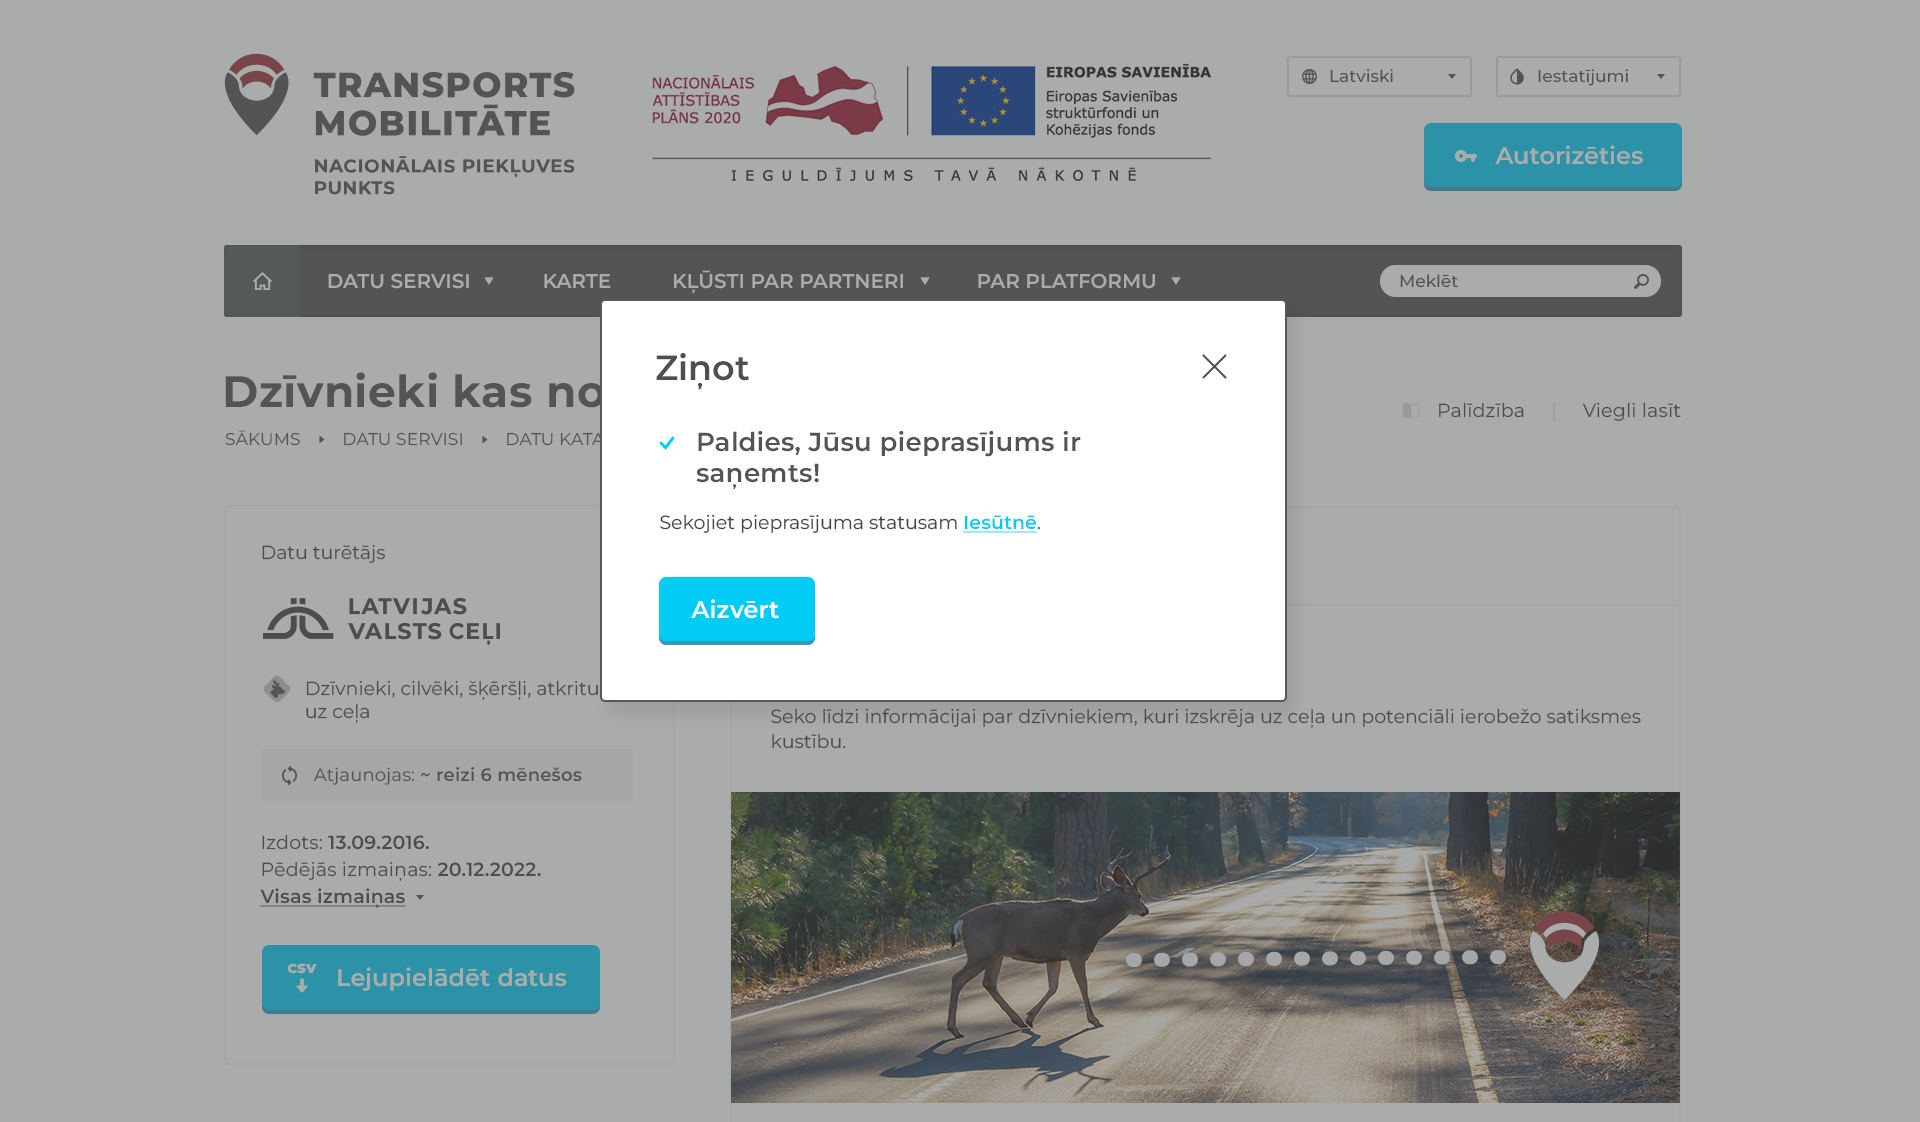 TRANSPORTS
MOBILITĀTE
NACIONĀLAIS PIEKĻUVES
PUNKTS
NACIONĀLAIS
ATTĪSTĪBAS
PLĀNS 2020
EIROPAS SAVIENĪBA
Eiropas Savienības
struktūrfondi un
Kohēzijas fonds
IEGULDĪJUMS TAVĀ NĀKOTNĒ
Latviski
Iestatījumi
Autorizēties
DATU SERVISI
KARTE
KĻŪSTI PAR PARTNERI
PAR PLATFORMU
Meklēt
Dzīvnieki kas no
SĀKUMS
DATU SERVISI
DATU KATA
Palīdzība
Viegli lasīt
Ziņot
Paldies, Jūsu pieprasījums ir
saņemts!
Sekojiet pieprasījuma statusam Iesūtnē.
Aizvērt
Datu turētājs
LATVIJAS
VALSTS CEĻI
Dzīvnieki, cilvēki, šķēršļi, atkritu
uz ceļa
Atjaunojas: ~ reizi 6 mēnešos
Izdots: 13.09.2016.
Pēdējās izmaiņas: 20.12.2022.
Visas izmaiņas
CSV
Lejupielādēt datus
Seko līdzi informācijai par dzīvniekiem, kuri izskrēja uz ceļa un potenciāli ierobežo satiksmes
kustību.